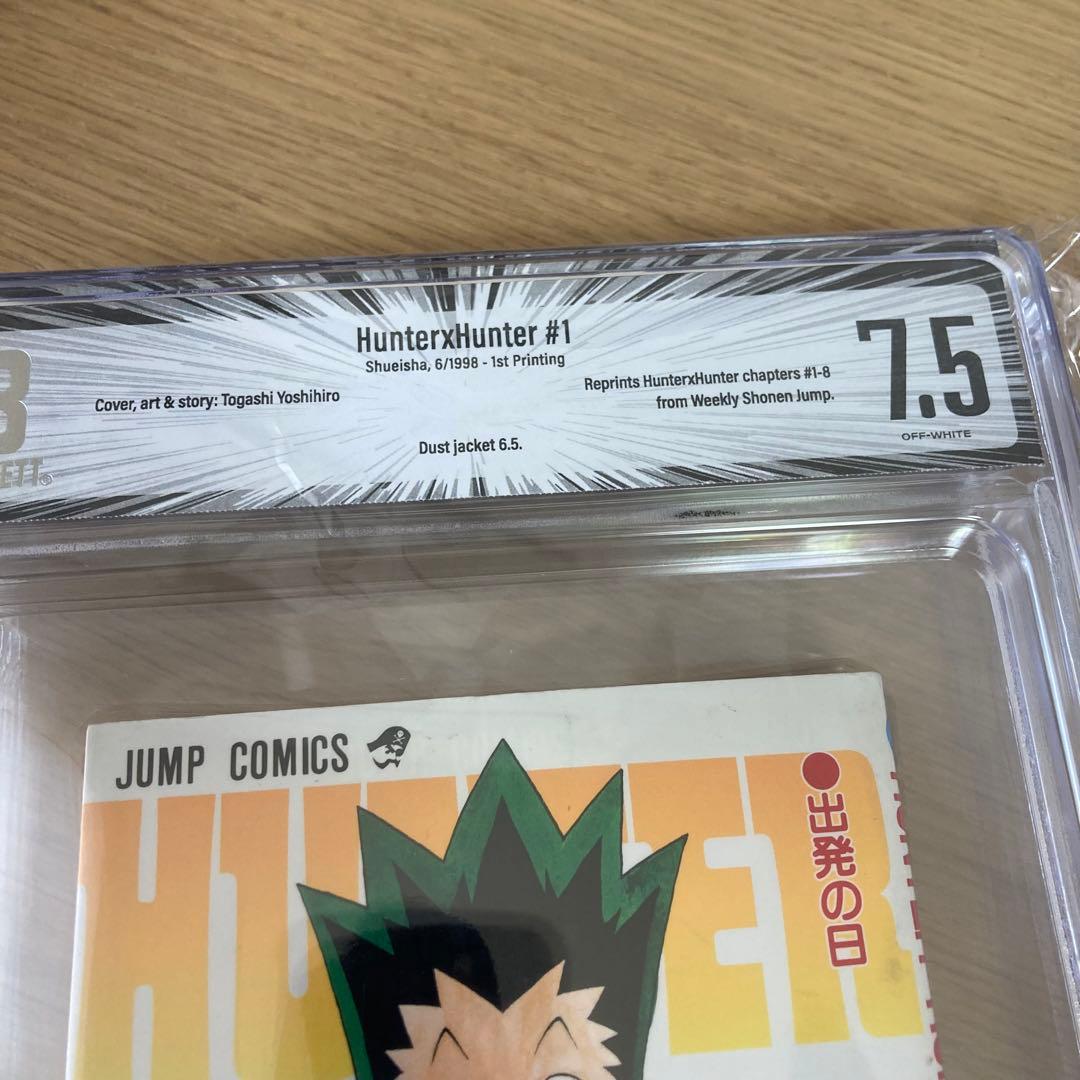 HunterxHunter #1
Shueisha, 6/1998 - 1st Printing
Cover, art & story: Togashi Yoshihiro
Reprints HunterxHunter chapters #1-8
from Weekly Shonen Jump.
Dust jacket 6.5.
7.5
OFF-WHITE
JUMP COMICS
HUNTER
●出発の日